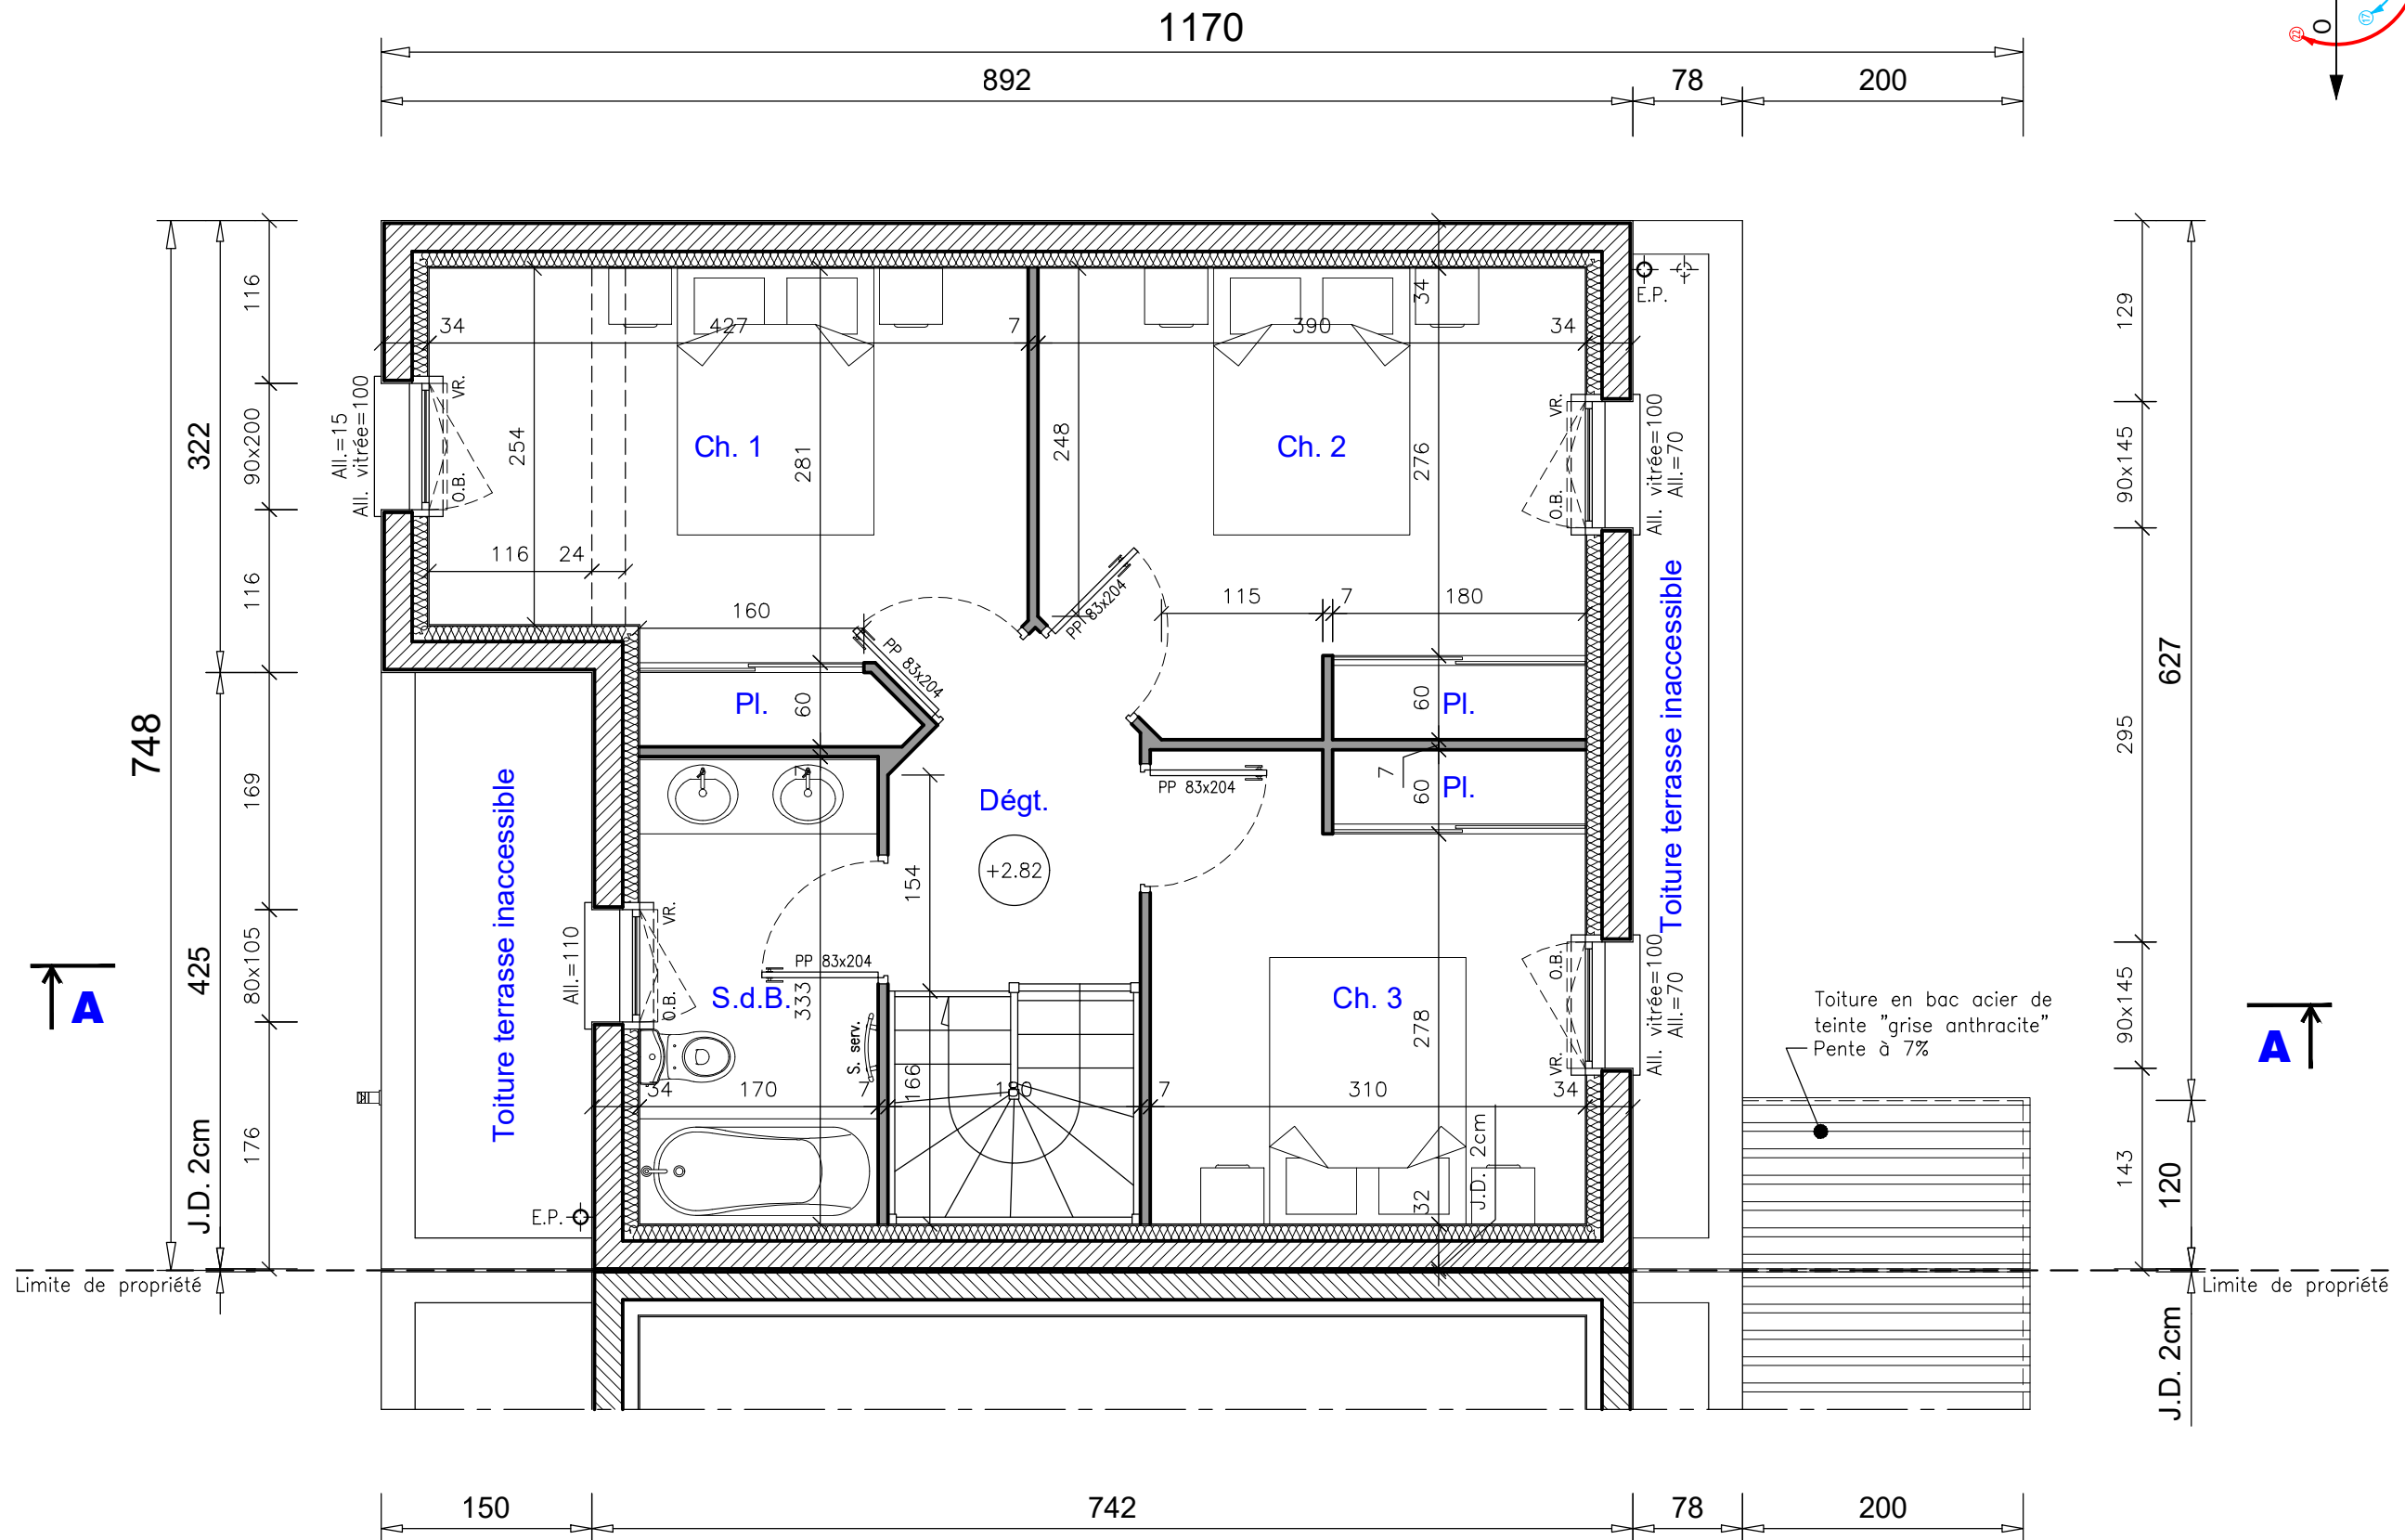 1170
892
78
200
0
22
17
116
90x200
116
169
80x105
176
322
425
J.D. 2cm
748
34
427
7
390
34
34
E.P.
129
90x145
295
90x145
143
627
120
J.D. 2cm
All.=15
All. vitrée=100
VR.
O.B.
254
Ch. 1
281
248
Ch. 2
276
VR.
O.B.
All. vitrée=100
All.=70
116
24
160
PP 83x204
PP 83x204
115
7
180
Pl.
60
60
Pl.
7
7
60
Pl.
PP 83x204
Dégt.
+2.82
154
Toiture terrasse inaccessible
Toiture terrasse inaccessible
All.=110
VR.
O.B.
PP 83x204
S.d.B.
333
S. serv.
166
Ch. 3
278
O.B.
VR.
All. vitrée=100
All.=70
A
A
Toiture en bac acier de
teinte "grise anthracite"
Pente à 7%
34
170
7
180
7
310
34
J.D. 2cm
32
E.P.
Limite de propriété
Limite de propriété
150
742
78
200